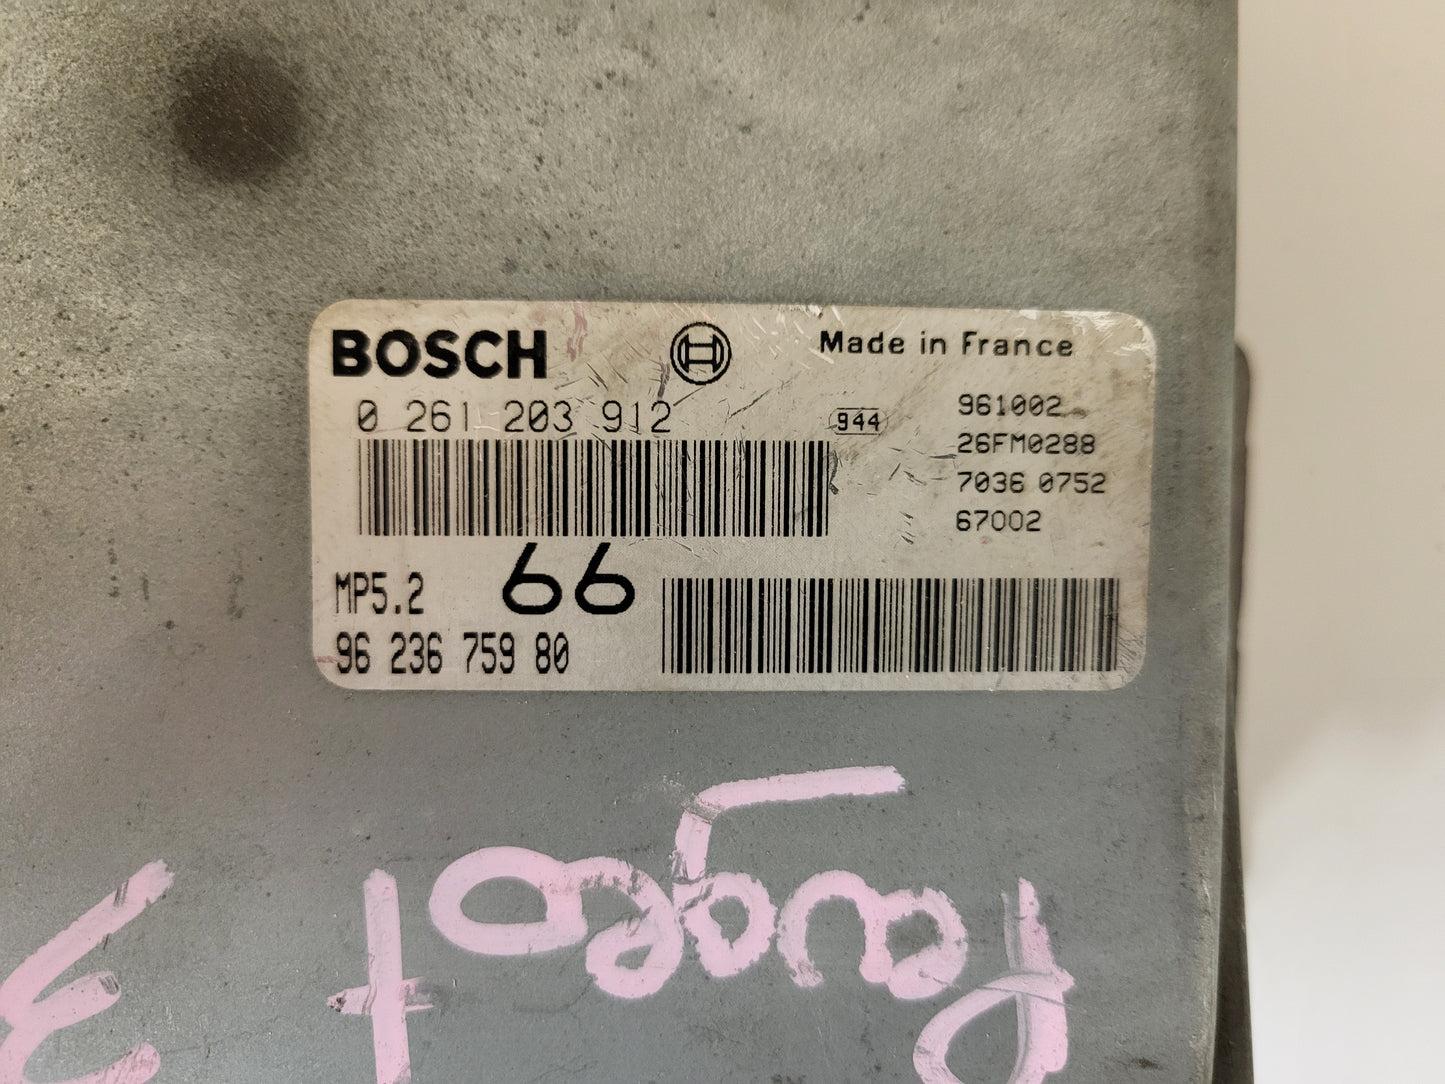 BOSCH
Made in France
0 261 203 912
944
961002
26FM0288
7036 0752
67002
MP5.2
66
96 236 759 80
Peugeot 3